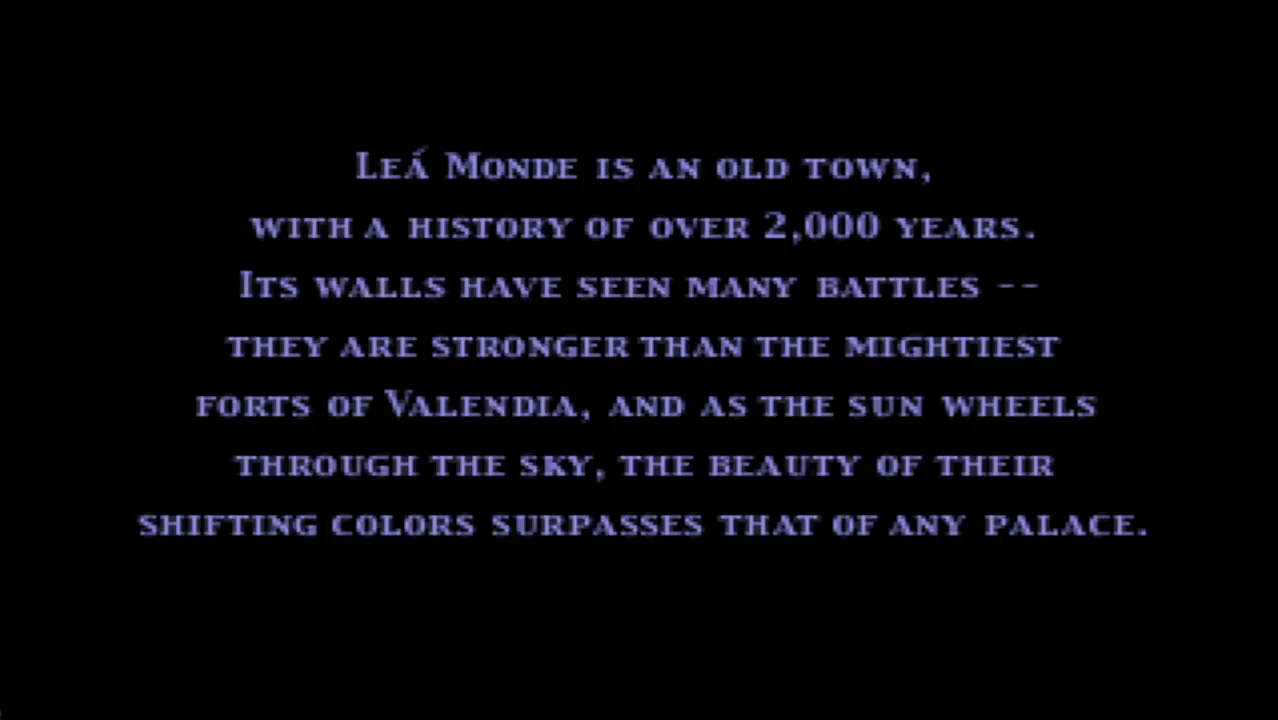 Leá Monde is an old town,
with a history of over 2,000 years.
Its walls have seen many battles --
they are stronger than the mightiest
forts of Valendia, and as the sun wheels
through the sky, the beauty of their
shifting colors surpasses that of any palace.